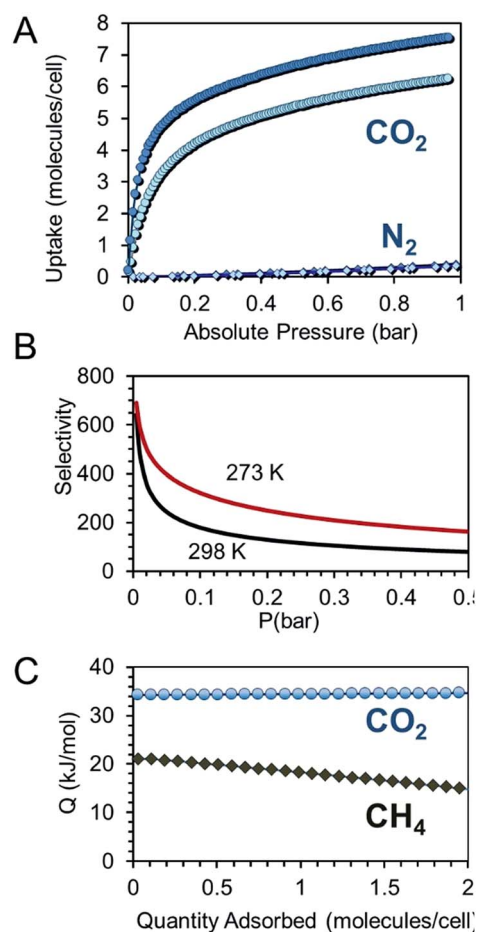 A
Uptake (molecules/cell)
8
7
6
5
4
3
2
1
0
CO₂
N₂
0 0.2 0.4 0.6 0.8 1
Absolute Pressure (bar)
B
Selectivity
800
600
400
200
0
273 K
298 K
0 0.1 0.2 0.3 0.4 0.5
P(bar)
C
Q (kJ/mol)
40
30
20
10
0
CO₂
CH₄
0 0.5 1 1.5 2
Quantity Adsorbed (molecules/cell)